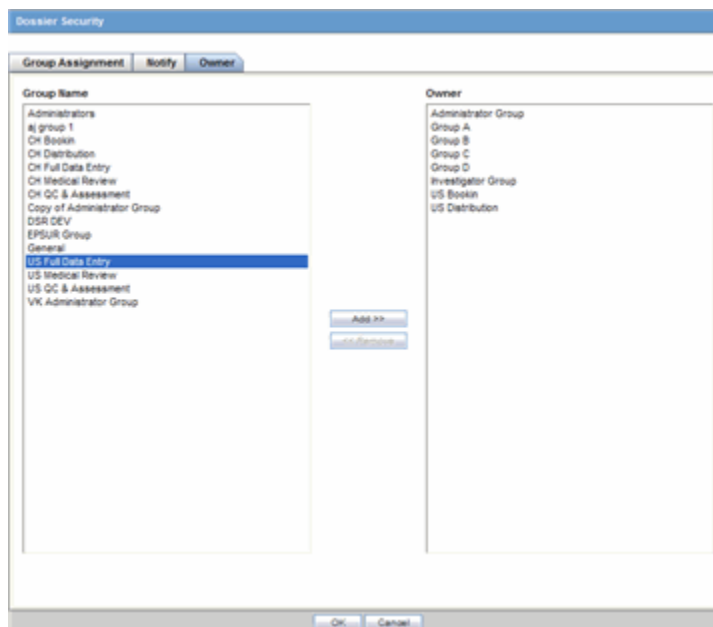 Dossier Security
Group Assignment Notify Owner
Group Name
Administrators
aj group 1
CH Bookin
CH Distribution
CH Full Data Entry
CH Medical Review
CH QC & Assessment
Copy of Administrator Group
DSR DEV
EPSUR Group
General
US Full Data Entry
US Medical Review
US QC & Assessment
VK Administrator Group
Add >>
<< Remove
Owner
Administrator Group
Group A
Group B
Group C
Group D
Investigator Group
US Bookin
US Distribution
OK Cancel